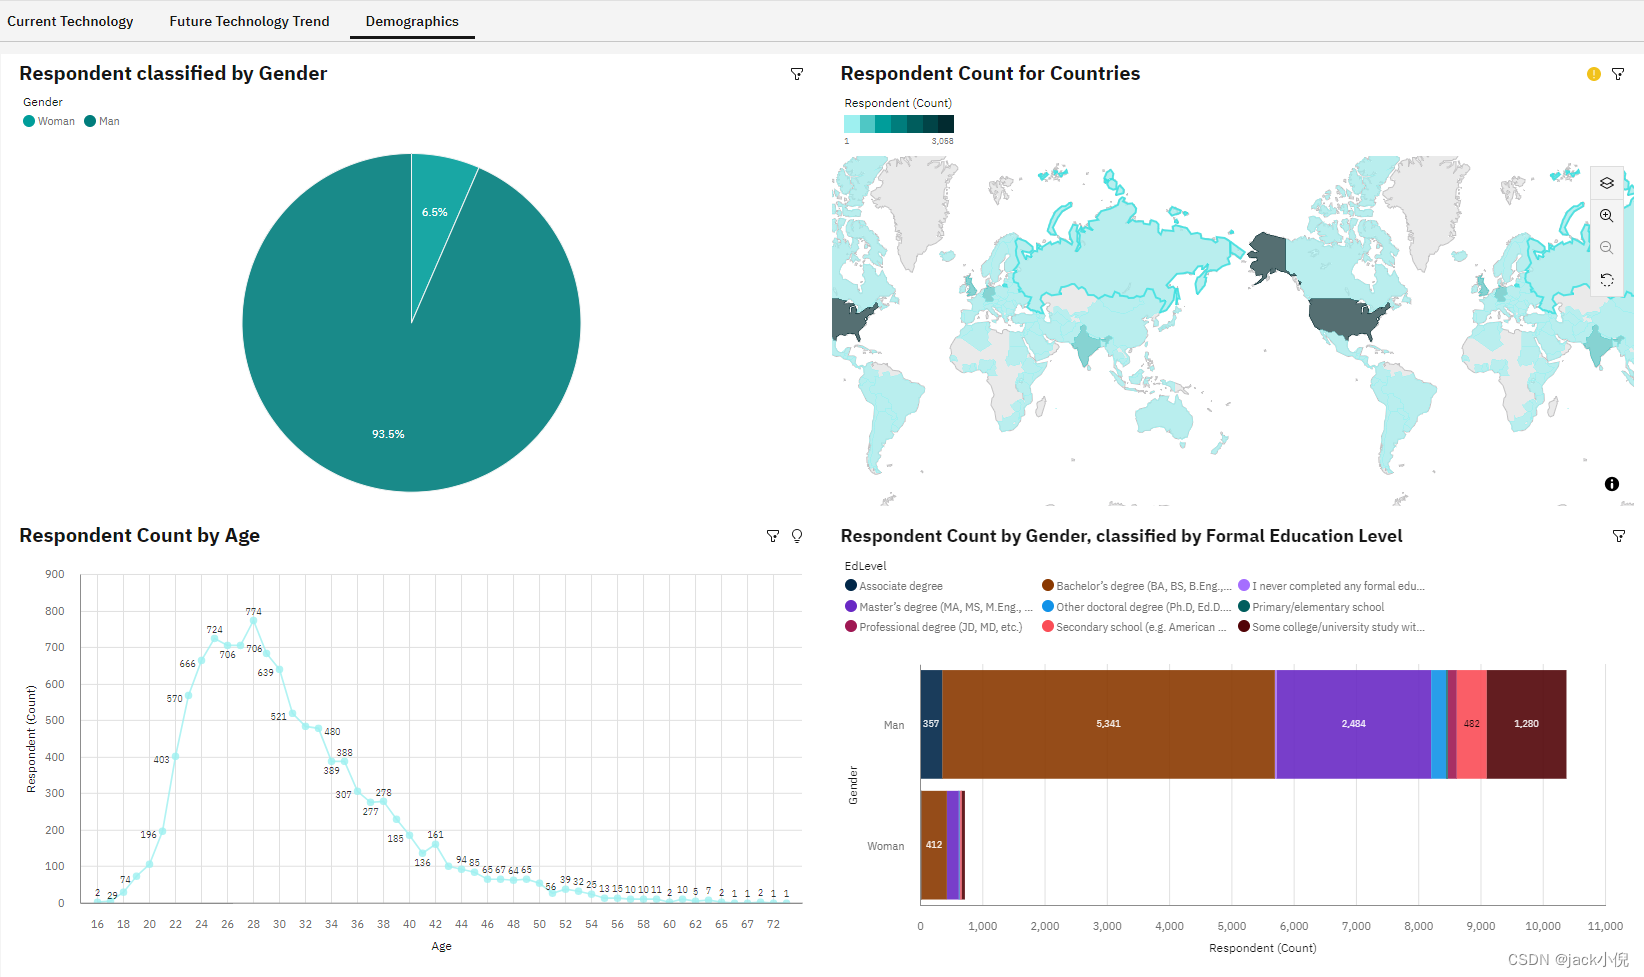 Current Technology Future Technology Trend Demographics
Respondent classified by Gender
Gender
Woman Man
6.5%
93.5%
Respondent Count for Countries
Respondent (Count)
1 3,058
Respondent Count by Age
Respondent (Count)
900
800
700
600
500
400
300
200
100
0
2
29
74
196
403
570
666
724
706
774
706
639
521
480
389
388
307
277
278
185
136
161
94
85
65
67
64
65
56
39
32
25
13
15
10
10
11
2
10
5
7
2
1
1
2
1
1
16 18 20 22 24 26 28 30 32 34 36 38 40 42 44 46 48 50 52 54 56 58 60 62 65 67 72
Age
Respondent Count by Gender, classified by Formal Education Level
EdLevel
Associate degree Bachelor's degree (BA, BS, B.Eng.,... I never completed any formal edu...
Master's degree (MA, MS, M.Eng., ... Other doctoral degree (Ph.D, Ed.D.... Primary/elementary school
Professional degree (JD, MD, etc.) Secondary school (e.g. American ... Some college/university study wit...
Gender
Man
357 5,341 2,484 482 1,280
Woman
412
0 1,000 2,000 3,000 4,000 5,000 6,000 7,000 8,000 9,000 10,000 11,000
Respondent (Count)
CSDN @jack小倪